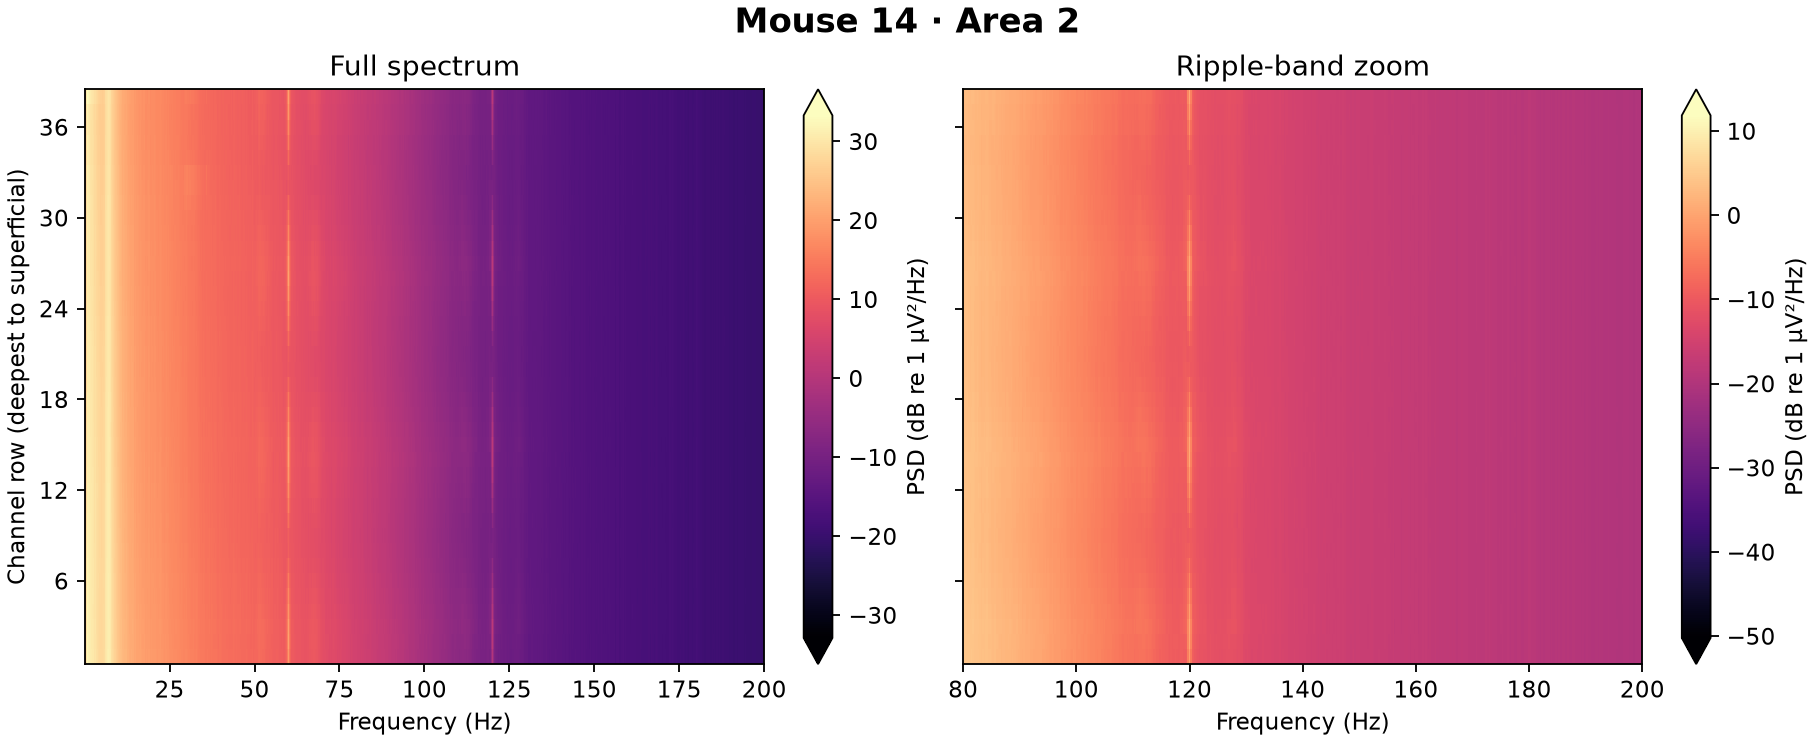 Mouse 14 · Area 2
Full spectrum
Ripple-band zoom
Channel row (deepest to superficial)
36
30
24
18
12
6
25 50 75 100 125 150 175 200
Frequency (Hz)
30
20
10
0
−10
−20
−30
PSD (dB re 1 µV²/Hz)
80 100 120 140 160 180 200
Frequency (Hz)
10
0
−10
−20
−30
−40
−50
PSD (dB re 1 µV²/Hz)